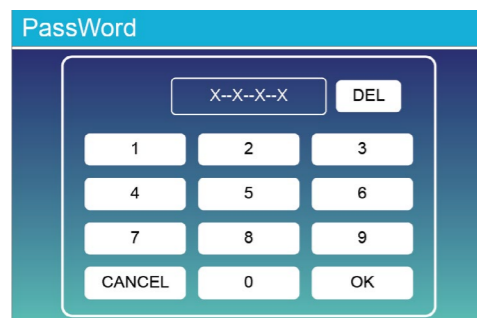 PassWord
X--X--X--X DEL
1 2 3
4 5 6
7 8 9
CANCEL 0 OK